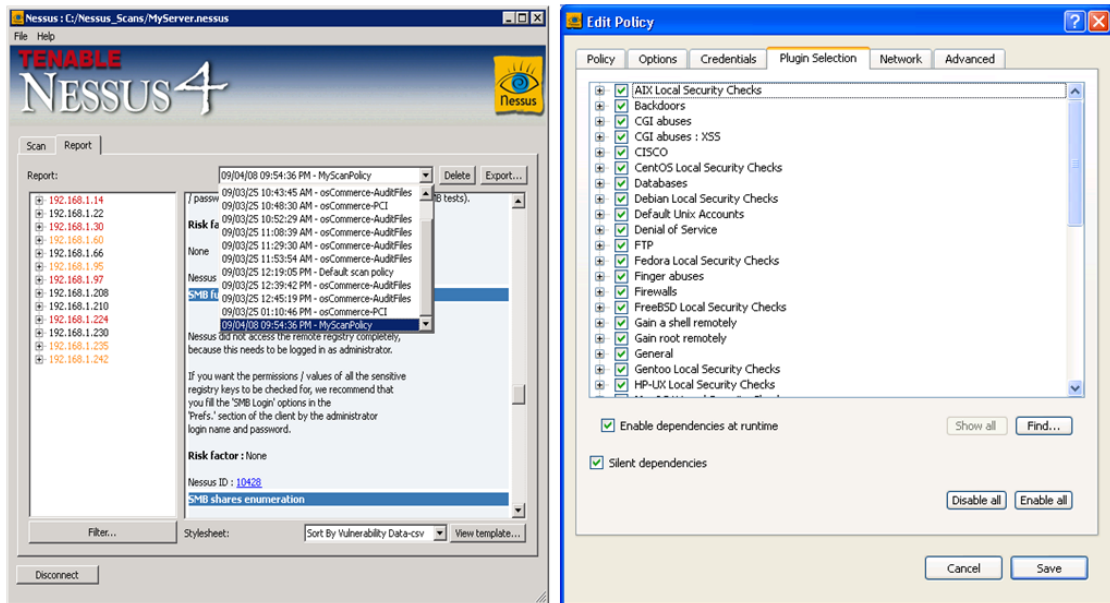 Nessus : C:/Nessus_Scans/MyServer.nessus
File Help
TENABLE
NESSUS 4
Nessus
Scan Report
Report:
09/04/08 09:54:36 PM - MyScanPolicy
Delete
Export...
09/03/25 10:43:45 AM - osCommerce-AuditFiles
09/03/25 10:48:30 AM - osCommerce-PCI
09/03/25 10:52:29 AM - osCommerce-AuditFiles
09/03/25 11:08:39 AM - osCommerce-AuditFiles
09/03/25 11:29:30 AM - osCommerce-AuditFiles
09/03/25 11:53:54 AM - osCommerce-AuditFiles
09/03/25 12:19:05 PM - Default scan policy
09/03/25 12:39:42 PM - osCommerce-AuditFiles
09/03/25 12:45:19 PM - osCommerce-AuditFiles
09/03/25 01:10:46 PM - osCommerce-PCI
09/04/08 09:54:36 PM - MyScanPolicy
192.168.1.14
192.168.1.22
192.168.1.30
192.168.1.60
192.168.1.66
192.168.1.95
192.168.1.97
192.168.1.208
192.168.1.210
192.168.1.224
192.168.1.230
192.168.1.235
192.168.1.242
tests).
None
Nessus
Nessus did not access the remote registry completely,
because this needs to be logged in as administrator.
If you want the permissions / values of all the sensitive
registry keys to be checked for, we recommend that
you fill the 'SMB Login' options in the
'Prefs.' section of the client by the administrator
login name and password.
Risk factor : None
Nessus ID : 10428
SMB shares enumeration
Filter...
Stylesheet:
Sort By Vulnerability Data-csv
View template...
Disconnect
Edit Policy
Policy Options Credentials Plugin Selection Network Advanced
AIX Local Security Checks
Backdoors
CGI abuses
CGI abuses : XSS
CISCO
CentOS Local Security Checks
Databases
Debian Local Security Checks
Default Unix Accounts
Denial of Service
FTP
Fedora Local Security Checks
Finger abuses
Firewalls
FreeBSD Local Security Checks
Gain a shell remotely
Gain root remotely
General
Gentoo Local Security Checks
HP-UX Local Security Checks
Enable dependencies at runtime
Show all
Find...
Silent dependencies
Disable all
Enable all
Cancel
Save